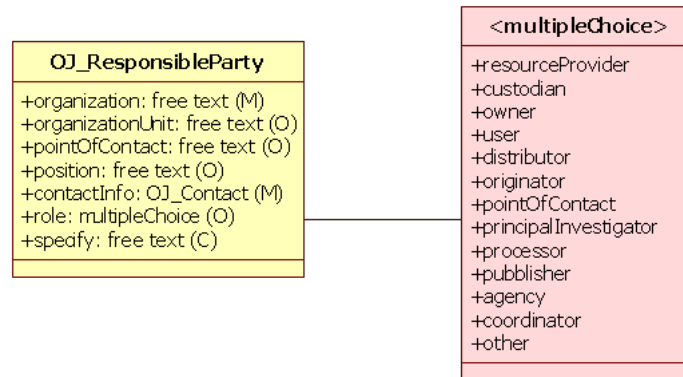 OJ_ResponsibleParty
+organization: free text (M)
+organizationUnit: free text (O)
+pointOfContact: free text (O)
+position: free text (O)
+contactInfo: OJ_Contact (M)
+role: multipleChoice (O)
+specify: free text (C)
<multipleChoice>
+resourceProvider
+custodian
+owner
+user
+distributor
+originator
+pointOfContact
+principalInvestigator
+processor
+pubblisher
+agency
+coordinator
+other